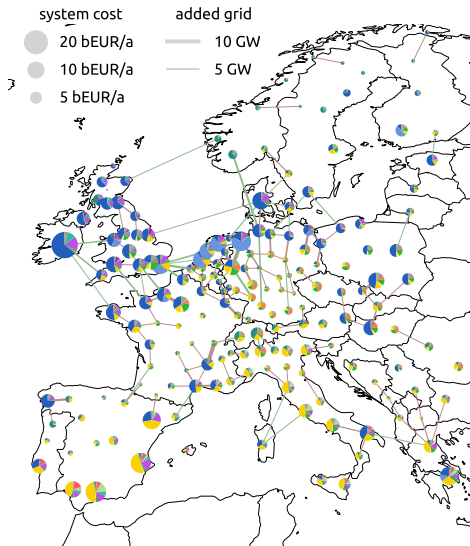 system cost
20 bEUR/a
10 bEUR/a
5 bEUR/a
added grid
10 GW
5 GW